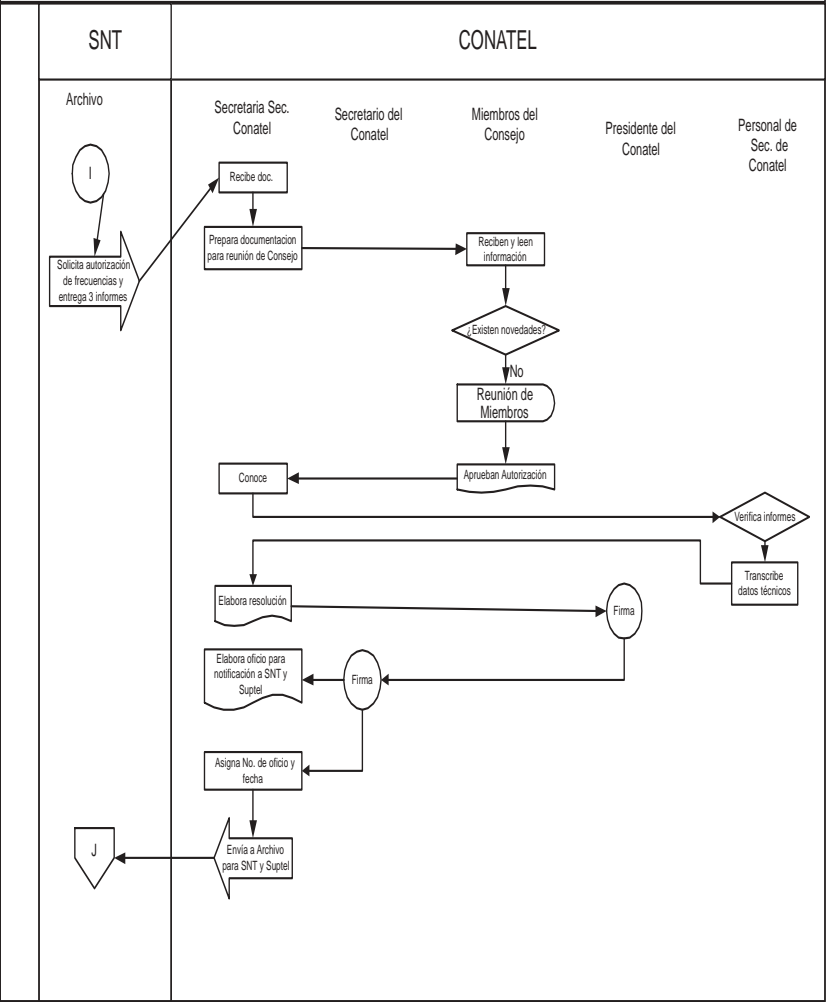 SNT
CONATEL
Archivo
Secretaria Sec.
Conatel
Secretario del
Conatel
Miembros del
Consejo
Presidente del
Conatel
Personal de
Sec. de
Conatel
I
Recibe doc.
Solicita autorización
de frecuencias y
entrega 3 informes
Prepara documentacion
para reunión de Consejo
Reciben y leen
información
¿Existen novedades?
No
Reunión de
Miembros
Aprueban Autorización
Conoce
Verifica informes
Transcribe
datos técnicos
Elabora resolución
Firma
Elabora oficio para
notificación a SNT y
Suptel
Firma
Asigna No. de oficio y
fecha
Envía a Archivo
para SNT y Suptel
J